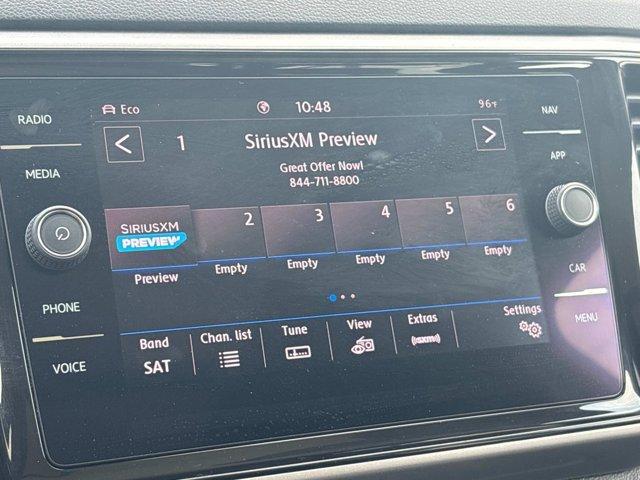 RADIO
MEDIA
PHONE
VOICE
Eco
10:48
96°F
1
SiriusXM Preview
Great Offer Now!
844-711-8800
SIRIUSXM
PREVIEW
2
3
4
5
6
Preview
Empty
Empty
Empty
Empty
Empty
Band
SAT
Chan. list
Tune
View
Extras
((SXM))
Settings
NAV
APP
CAR
MENU